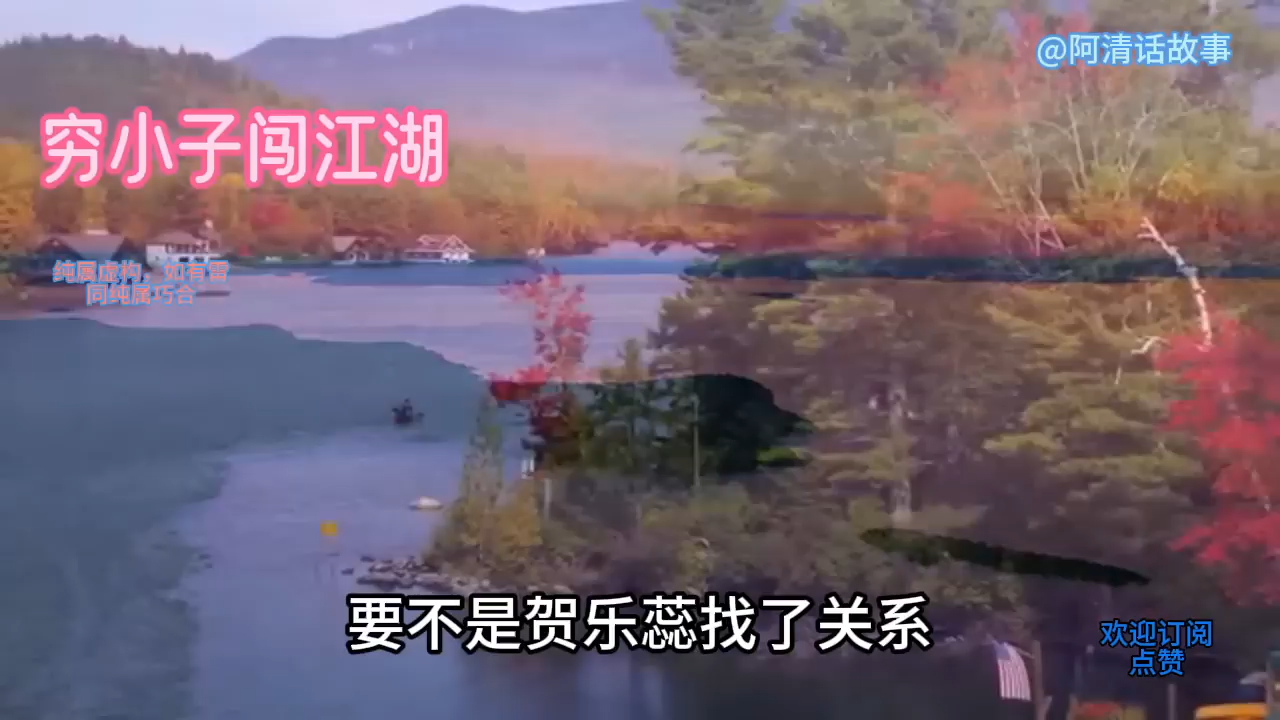 @阿清话故事
穷小子闯江湖
纯属虚构，如有雷
同纯属巧合
要不是贺乐蕊找了关系
欢迎订阅
点赞